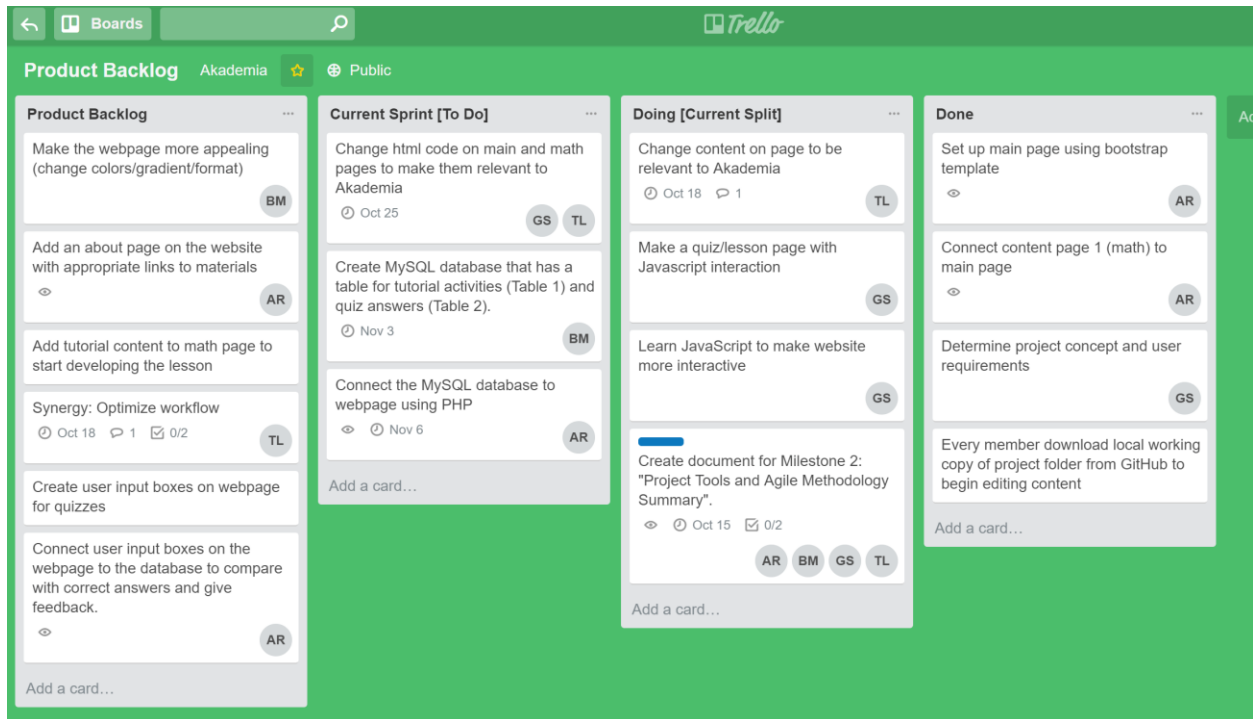 Boards
Trello
Product Backlog Akademia Public
Product Backlog
Make the webpage more appealing
(change colors/gradient/format)
BM
Add an about page on the website
with appropriate links to materials
AR
Add tutorial content to math page to
start developing the lesson
Synergy: Optimize workflow
Oct 18 1 0/2
TL
Create user input boxes on webpage
for quizzes
Connect user input boxes on the
webpage to the database to compare
with correct answers and give
feedback.
AR
Add a card…
Current Sprint [To Do]
Change html code on main and math
pages to make them relevant to
Akademia
Oct 25
GS TL
Create MySQL database that has a
table for tutorial activities (Table 1) and
quiz answers (Table 2).
Nov 3
BM
Connect the MySQL database to
webpage using PHP
Nov 6
AR
Add a card…
Doing [Current Split]
Change content on page to be
relevant to Akademia
Oct 18 1
TL
Make a quiz/lesson page with
Javascript interaction
GS
Learn JavaScript to make website
more interactive
GS
Create document for Milestone 2:
"Project Tools and Agile Methodology
Summary".
Oct 15 0/2
AR BM GS TL
Add a card…
Done
Set up main page using bootstrap
template
AR
Connect content page 1 (math) to
main page
AR
Determine project concept and user
requirements
GS
Every member download local working
copy of project folder from GitHub to
begin editing content
Add a card…